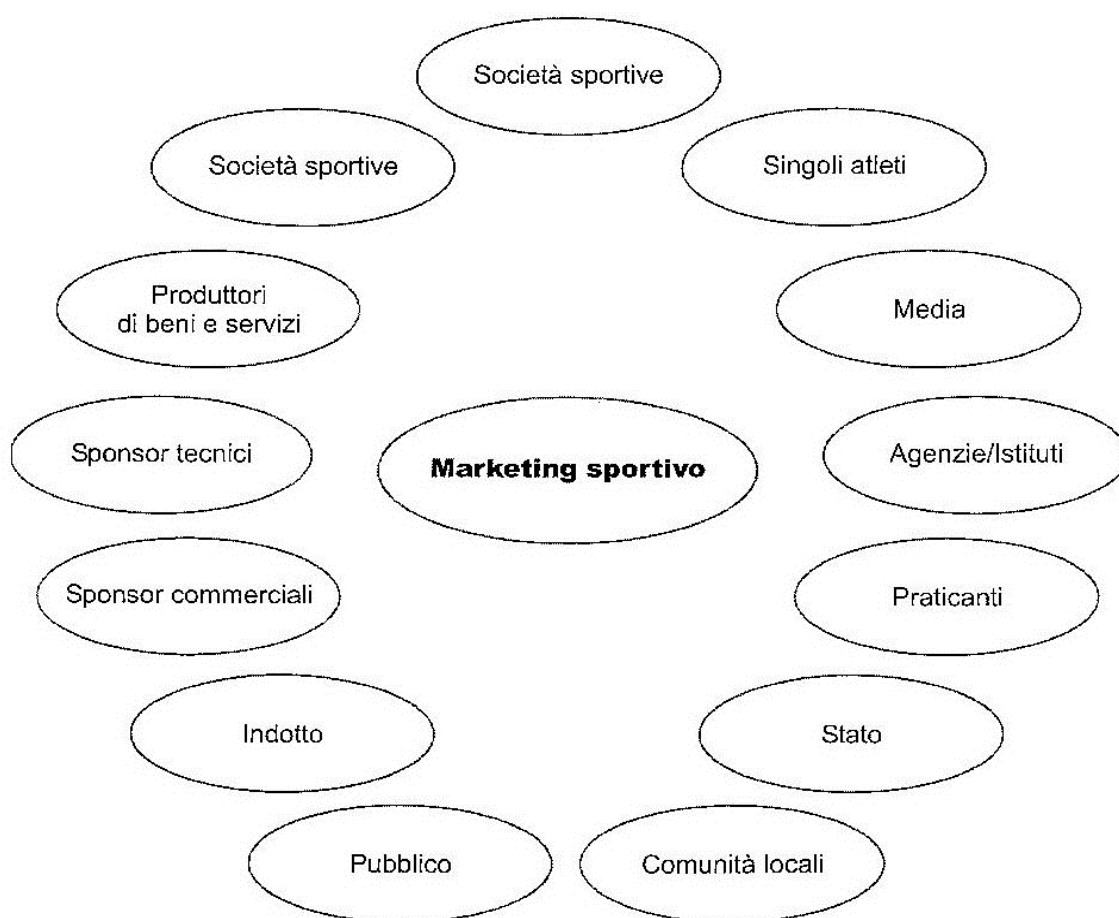 Società sportive
Società sportive
Singoli atleti
Produttori
di beni e servizi
Media
Sponsor tecnici
Marketing sportivo
Agenzie/Istituti
Sponsor commerciali
Praticanti
Indotto
Stato
Pubblico
Comunità locali